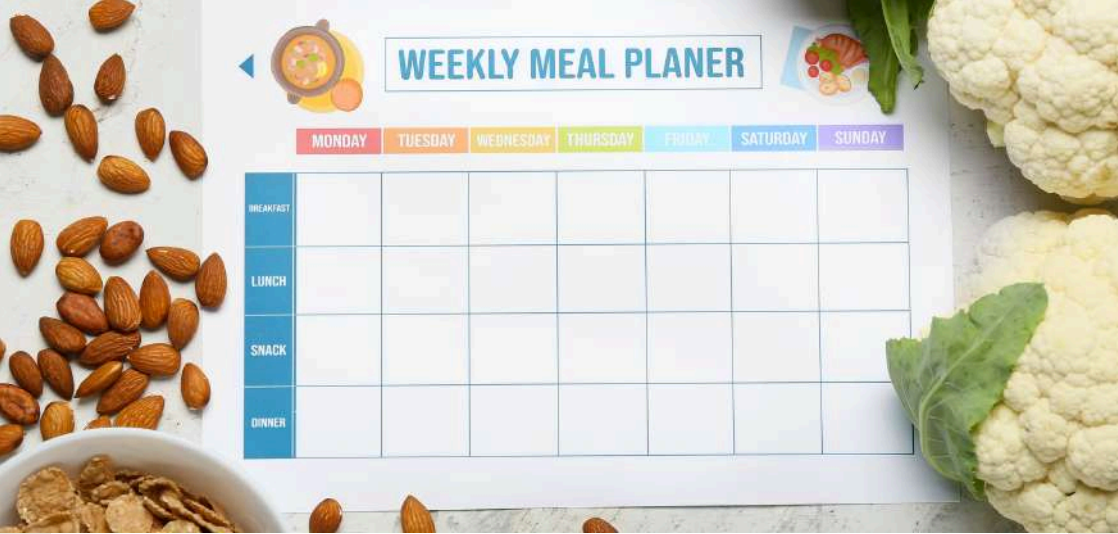 WEEKLY MEAL PLANER
MONDAY TUESDAY WEDNESDAY THURSDAY FRIDAY SATURDAY SUNDAY
BREAKFAST
LUNCH
SNACK
DINNER